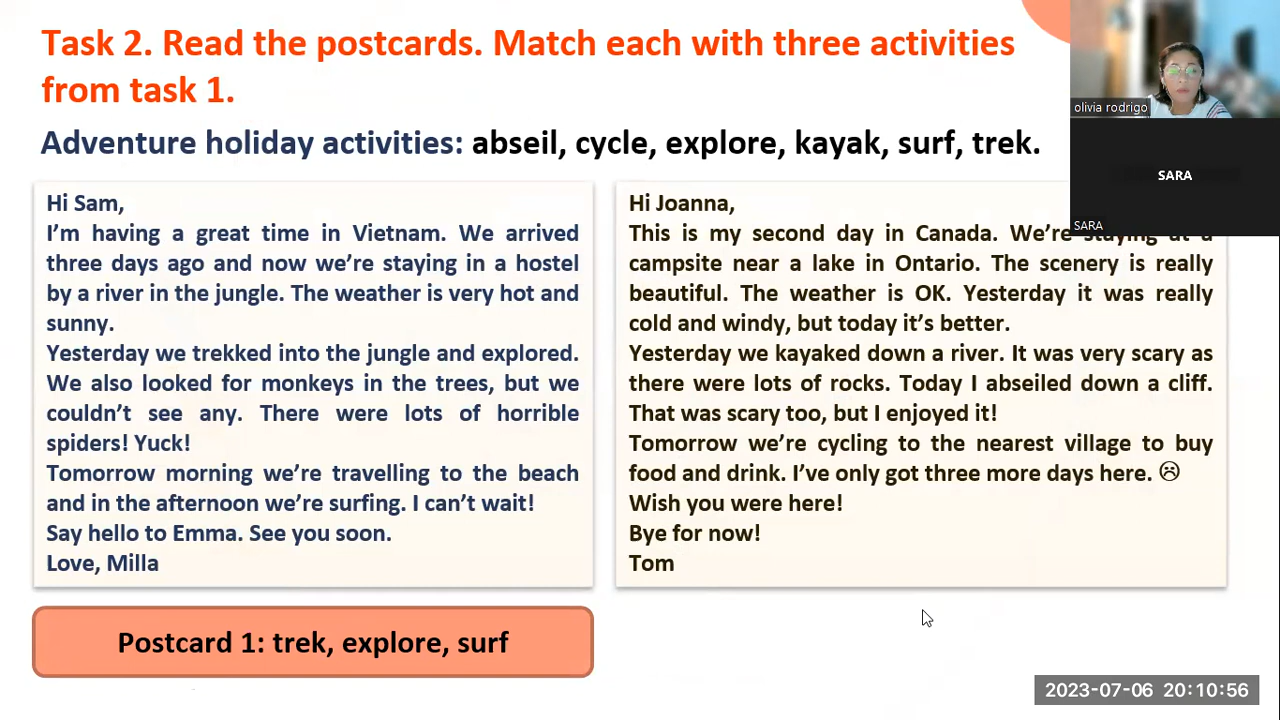 Task 2. Read the postcards. Match each with three activities
from task 1.
Adventure holiday activities: abseil, cycle, explore, kayak, surf, trek.
olivia rodrigo
SARA
SARA
Hi Sam,
I'm having a great time in Vietnam. We arrived
three days ago and now we're staying in a hostel
by a river in the jungle. The weather is very hot and
sunny.
Yesterday we trekked into the jungle and explored.
We also looked for monkeys in the trees, but we
couldn't see any. There were lots of horrible
spiders! Yuck!
Tomorrow morning we're travelling to the beach
and in the afternoon we're surfing. I can't wait!
Say hello to Emma. See you soon.
Love, Milla
Hi Joanna,
This is my second day in Canada. We're staying at a
campsite near a lake in Ontario. The scenery is really
beautiful. The weather is OK. Yesterday it was really
cold and windy, but today it's better.
Yesterday we kayaked down a river. It was very scary as
there were lots of rocks. Today I abseiled down a cliff.
That was scary too, but I enjoyed it!
Tomorrow we're cycling to the nearest village to buy
food and drink. I've only got three more days here. ☹
Wish you were here!
Bye for now!
Tom
Postcard 1: trek, explore, surf
2023-07-06 20:10:56